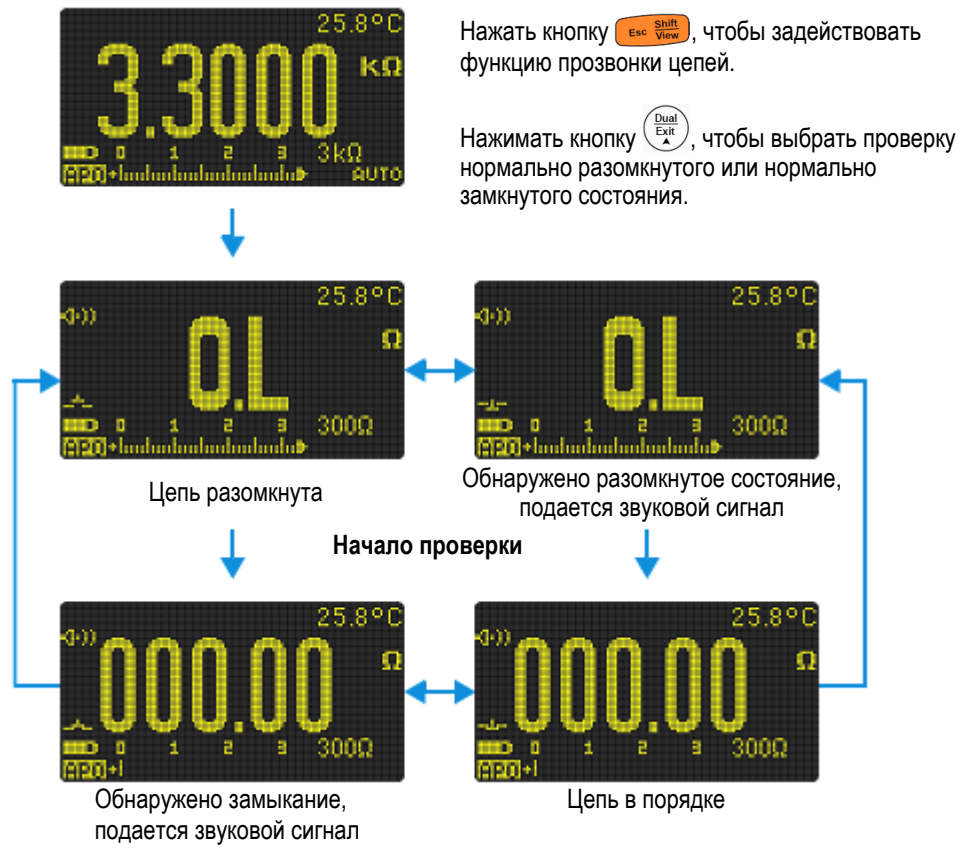 25.8°C
3.3000 кΩ
0 1 2 3 3kΩ
APO AUTO
Нажать кнопку Esc Shift View, чтобы задействовать
функцию прозвонки цепей.
Нажимать кнопку Dual Exit, чтобы выбрать проверку
нормально разомкнутого или нормально
замкнутого состояния.
25.8°C
O.L Ω
0 1 2 3 300Ω
APO
Цепь разомкнута
25.8°C
O.L Ω
0 1 2 3 300Ω
APO
Обнаружено разомкнутое состояние,
подается звуковой сигнал
Начало проверки
25.8°C
000.00 Ω
0 1 2 3 300Ω
APO
Обнаружено замыкание,
подается звуковой сигнал
25.8°C
000.00 Ω
0 1 2 3 300Ω
APO
Цепь в порядке